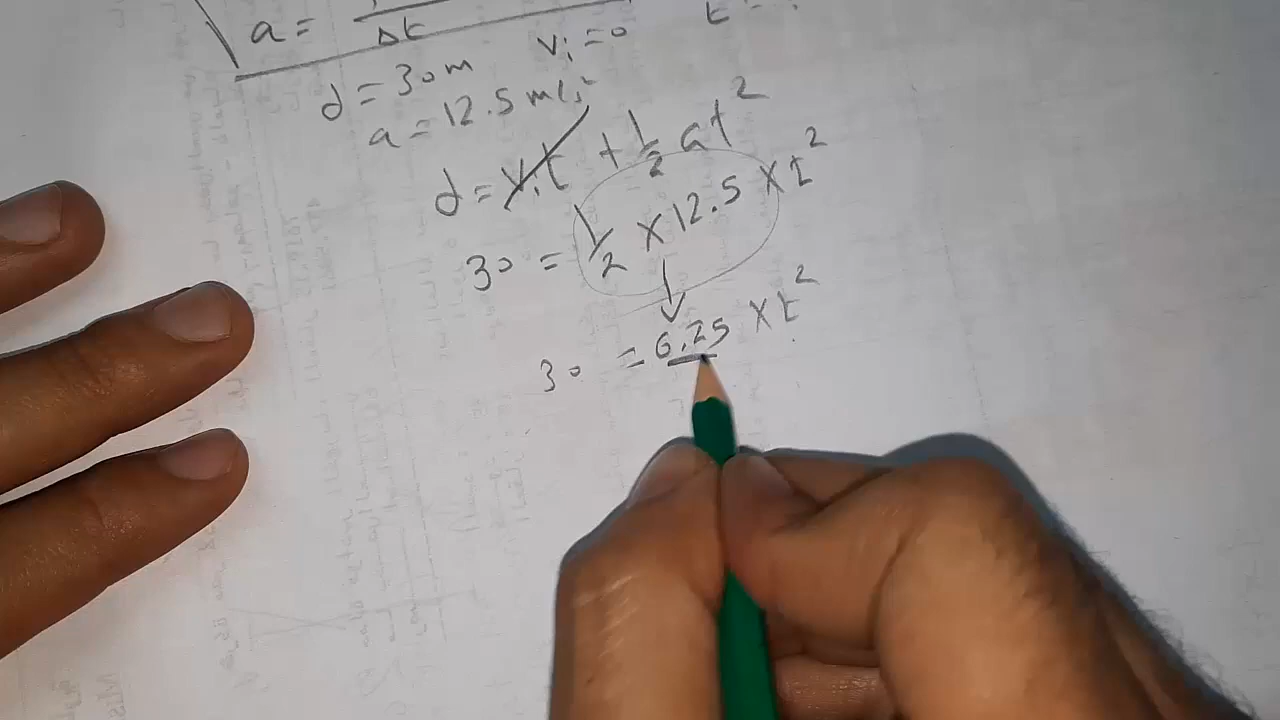 a = Δt
d = 30m vᵢ = 0 t =
a = 12.5 m/s²
d = vᵢt + 1/2 at²
30 = 1/2 × 12.5 × t²
30 = 6.25 × t²